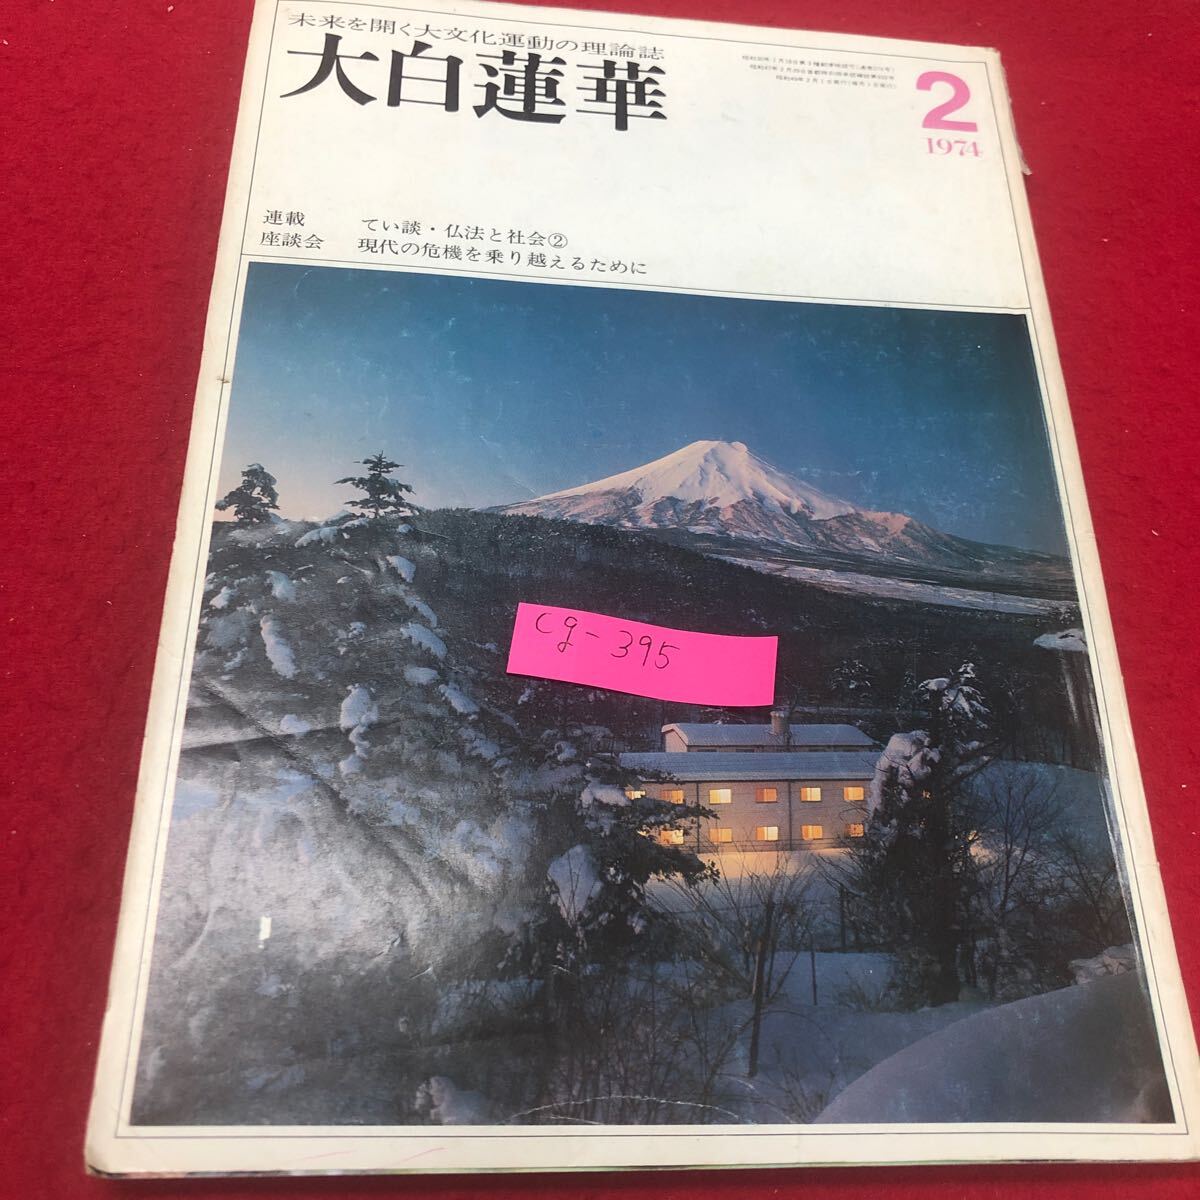 未来を開く大文化運動の理論誌
大白蓮華
2
1974
連載 てい談・仏法と社会②
座談会 現代の危機を乗り越えるために
cg-395